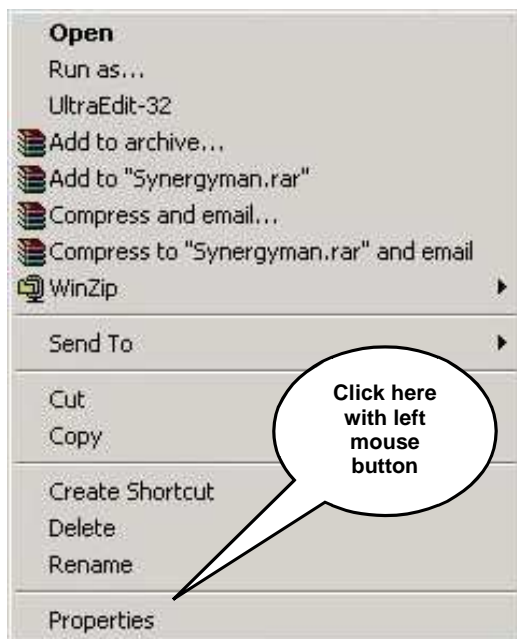 Open
Run as...
UltraEdit-32
Add to archive...
Add to "Synergyman.rar"
Compress and email...
Compress to "Synergyman.rar" and email
WinZip
Send To
Cut
Copy
Click here
with left
mouse
button
Create Shortcut
Delete
Rename
Properties